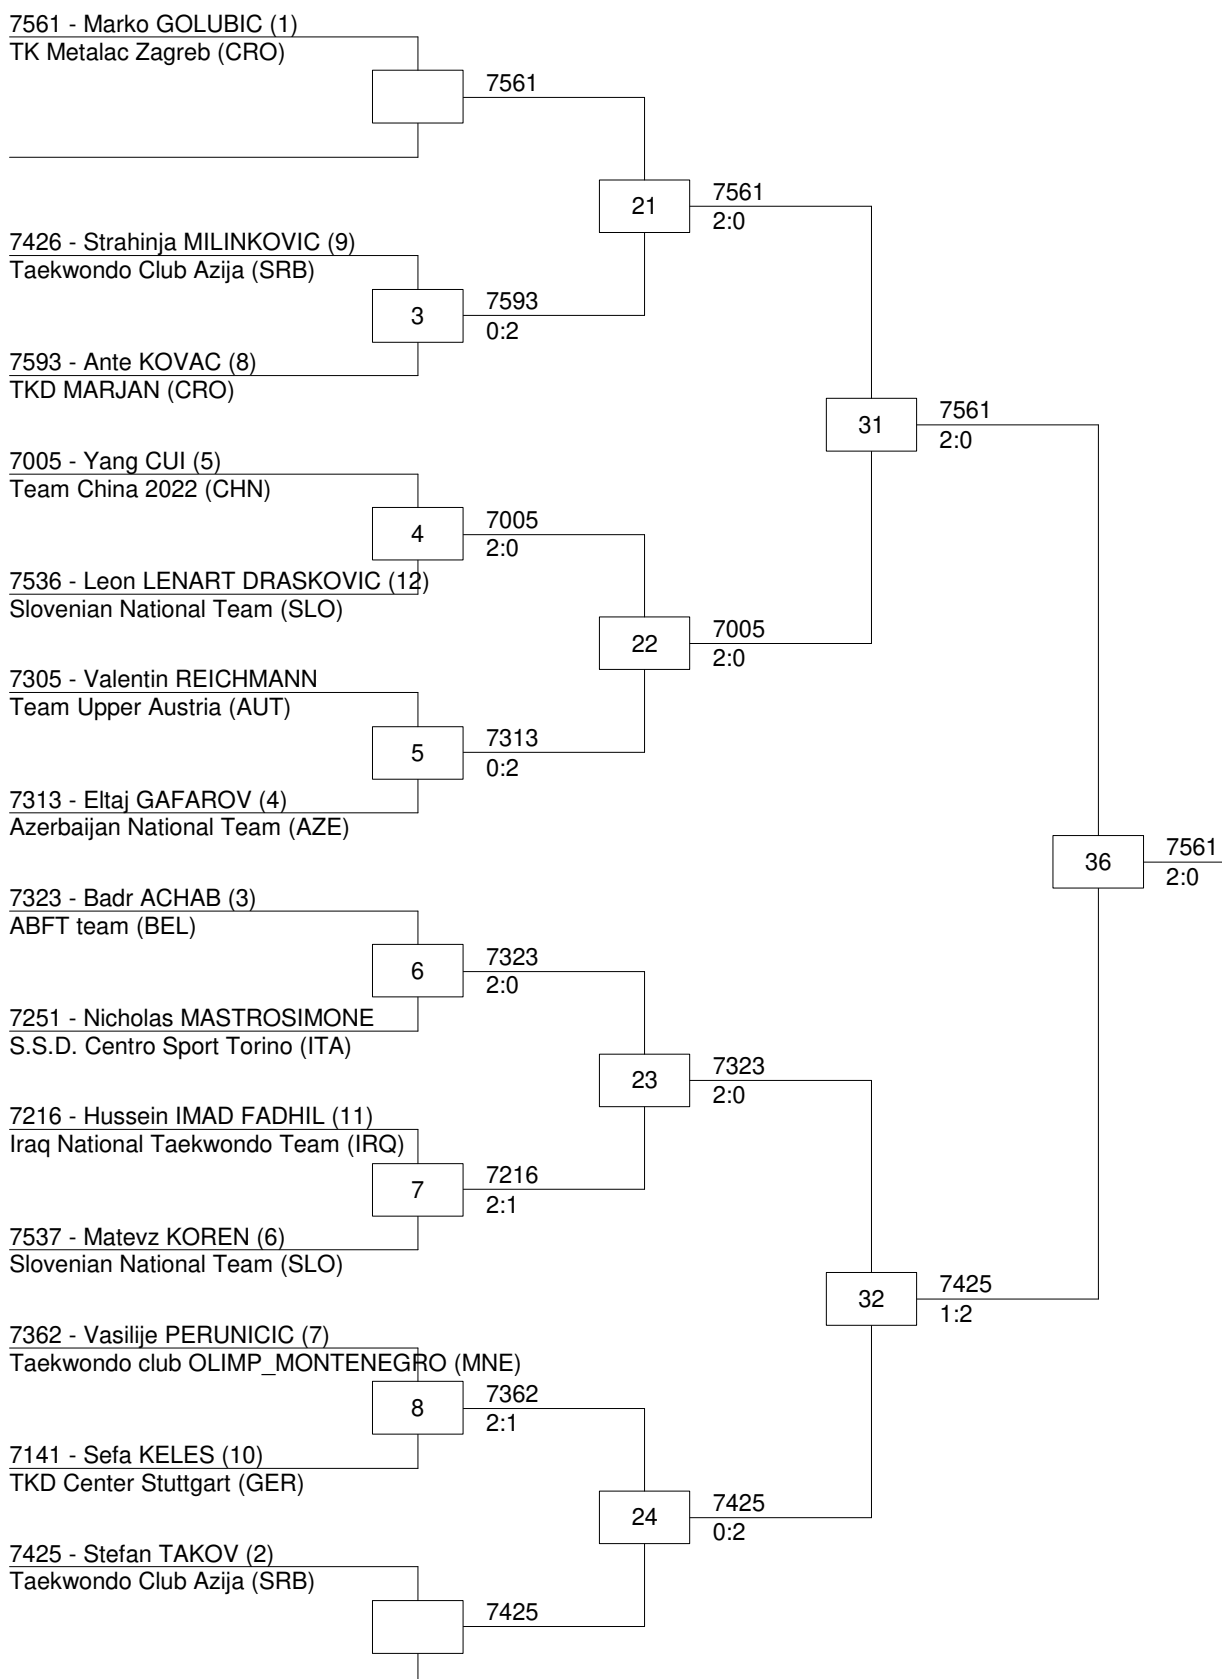 7561 - Marko GOLUBIC (1)
TK Metalac Zagreb (CRO)
7561
21
7561
2:0
7426 - Strahinja MILINKOVIC (9)
Taekwondo Club Azija (SRB)
3
7593
0:2
7593 - Ante KOVAC (8)
TKD MARJAN (CRO)
31
7561
2:0
7005 - Yang CUI (5)
Team China 2022 (CHN)
4
7005
2:0
7536 - Leon LENART DRASKOVIC (12)
Slovenian National Team (SLO)
22
7005
2:0
7305 - Valentin REICHMANN
Team Upper Austria (AUT)
5
7313
0:2
7313 - Eltaj GAFAROV (4)
Azerbaijan National Team (AZE)
36
7561
2:0
7323 - Badr ACHAB (3)
ABFT team (BEL)
6
7323
2:0
7251 - Nicholas MASTROSIMONE
S.S.D. Centro Sport Torino (ITA)
23
7323
2:0
7216 - Hussein IMAD FADHIL (11)
Iraq National Taekwondo Team (IRQ)
7
7216
2:1
7537 - Matevz KOREN (6)
Slovenian National Team (SLO)
32
7425
1:2
7362 - Vasilije PERUNICIC (7)
Taekwondo club OLIMP_MONTENEGRO (MNE)
8
7362
2:1
7141 - Sefa KELES (10)
TKD Center Stuttgart (GER)
24
7425
0:2
7425 - Stefan TAKOV (2)
Taekwondo Club Azija (SRB)
7425